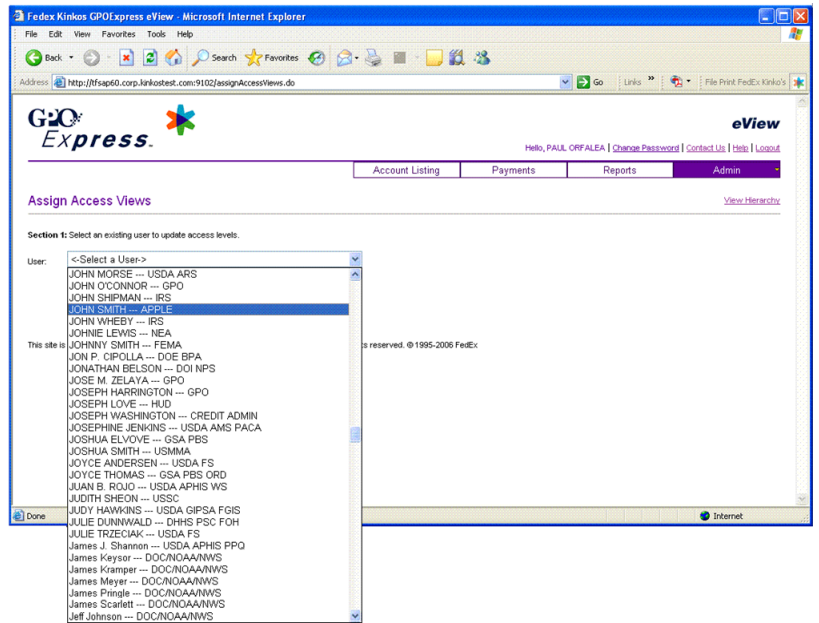 Fedex Kinkos GPOExpress eView - Microsoft Internet Explorer
File Edit View Favorites Tools Help
Back Search Favorites
Address http://tfsap60.corp.kinkostest.com:9102/assignAccessViews.do Go Links » File Print FedEx Kinko's
GPO
Express.
eView
Hello, PAUL ORFALEA | Change Password | Contact Us | Help | Logout
Account Listing Payments Reports Admin
Assign Access Views View Hierarchy
Section 1: Select an existing user to update access levels.
User: <-Select a User->
JOHN MORSE --- USDA ARS
JOHN O'CONNOR --- GPO
JOHN SHIPMAN --- IRS
JOHN SMITH --- APPLE
JOHN WHEBY --- IRS
JOHNIE LEWIS --- NEA
This site is JOHNNY SMITH --- FEMA ts reserved. © 1995-2006 FedEx
JON P. CIPOLLA --- DOE BPA
JONATHAN BELSON --- DOI NPS
JOSE M. ZELAYA --- GPO
JOSEPH HARRINGTON --- GPO
JOSEPH LOVE --- HUD
JOSEPH WASHINGTON --- CREDIT ADMIN
JOSEPHINE JENKINS --- USDA AMS PACA
JOSHUA ELVOVE --- GSA PBS
JOSHUA SMITH --- USMMA
JOYCE ANDERSEN --- USDA FS
JOYCE THOMAS --- GSA PBS ORD
JUAN B. ROJO --- USDA APHIS WS
JUDITH SHEON --- USSC
JUDY HAWKINS --- USDA GIPSA FGIS
Done Internet
JULIE DUNNWALD --- DHHS PSC FOH
JULIE TRZECIAK --- USDA FS
James J. Shannon --- USDA APHIS PPQ
James Keysor --- DOC/NOAA/NWS
James Kramper --- DOC/NOAA/NWS
James Meyer --- DOC/NOAA/NWS
James Pringle --- DOC/NOAA/NWS
James Scarlett --- DOC/NOAA/NWS
Jeff Johnson --- DOC/NOAA/NWS